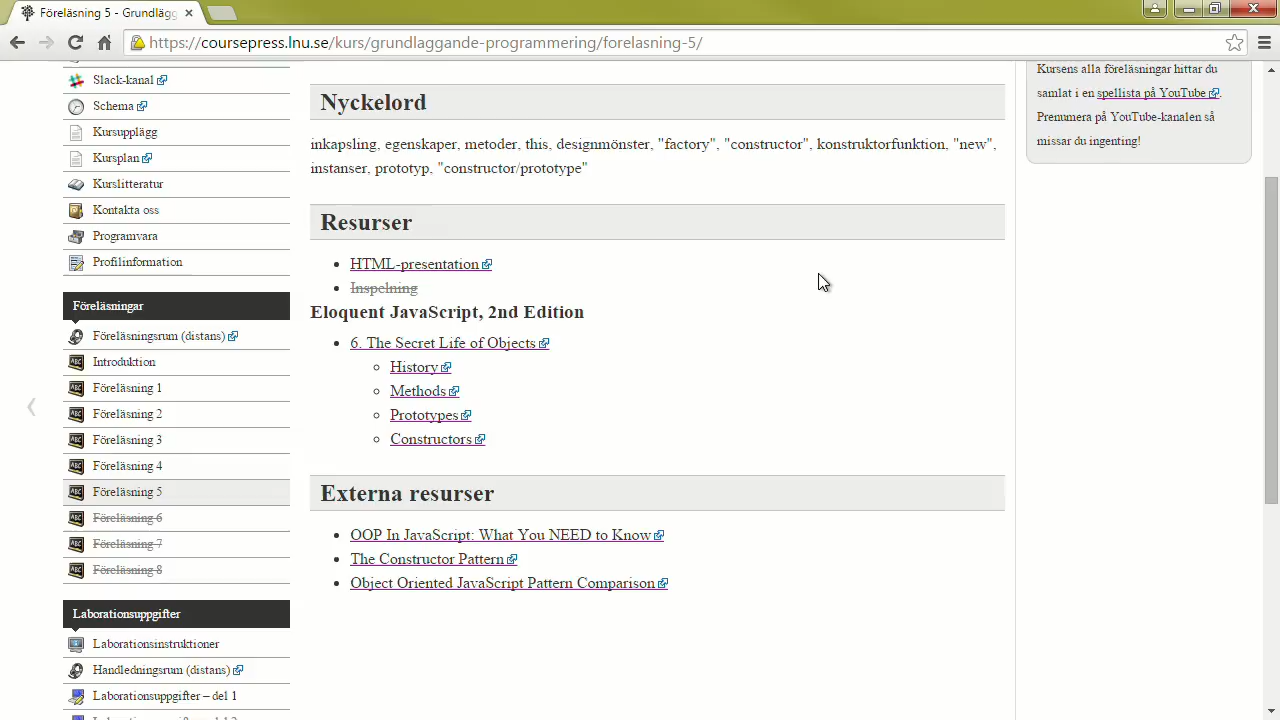 Föreläsning 5 - Grundlägg
https://coursepress.lnu.se/kurs/grundlaggande-programmering/forelasning-5/
Slack-kanal
Schema
Kursupplägg
Kursplan
Kurslitteratur
Kontakta oss
Programvara
Profilinformation
Föreläsningar
Föreläsningsrum (distans)
Introduktion
Föreläsning 1
Föreläsning 2
Föreläsning 3
Föreläsning 4
Föreläsning 5
Föreläsning 6
Föreläsning 7
Föreläsning 8
Laborationsuppgifter
Laborationsinstruktioner
Handledningsrum (distans)
Laborationsuppgifter – del 1
Nyckelord
inkapsling, egenskaper, metoder, this, designmönster, "factory", "constructor", konstruktorfunktion, "new",
instanser, prototyp, "constructor/prototype"
Resurser
HTML-presentation
Inspelning
Eloquent JavaScript, 2nd Edition
6. The Secret Life of Objects
History
Methods
Prototypes
Constructors
Externa resurser
OOP In JavaScript: What You NEED to Know
The Constructor Pattern
Object Oriented JavaScript Pattern Comparison
Kursens alla föreläsningar hittar du
samlat i en spellista på YouTube.
Prenumera på YouTube-kanalen så
missar du ingenting!